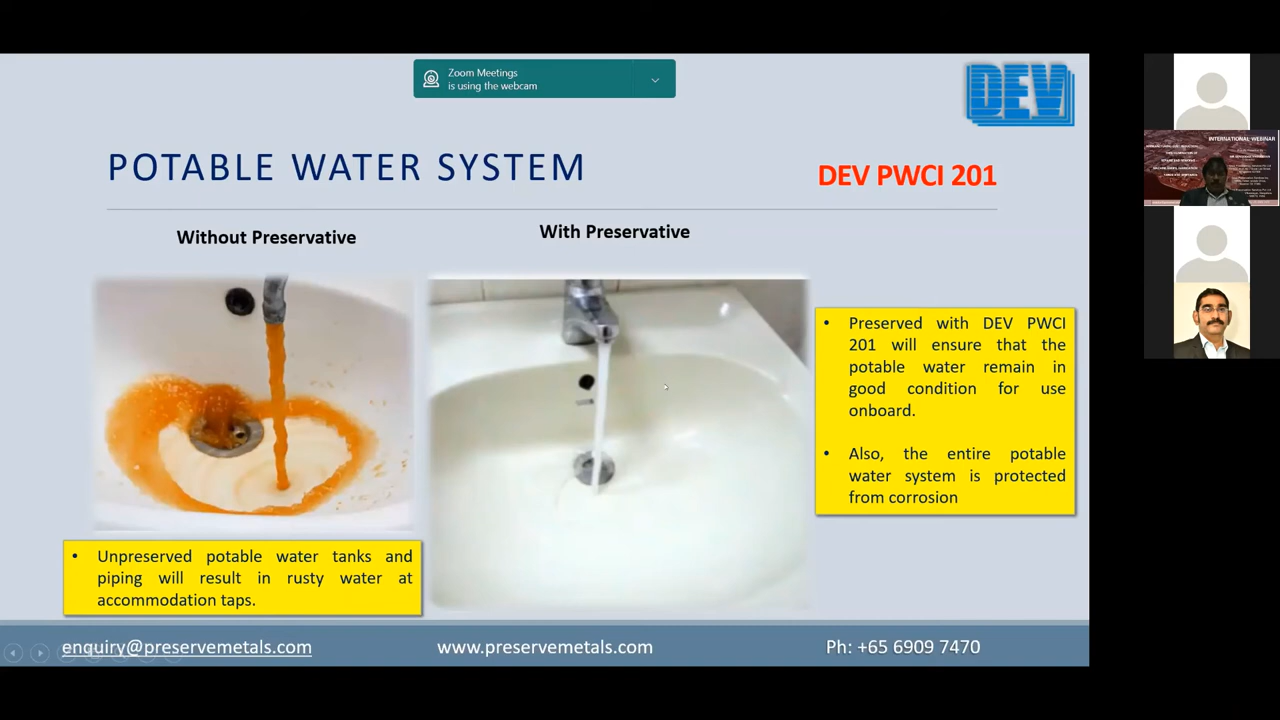 Zoom Meetings
is using the webcam
DEV
POTABLE WATER SYSTEM
DEV PWCI 201
Without Preservative
With Preservative
• Preserved with DEV PWCI
201 will ensure that the
potable water remain in
good condition for use
onboard.
• Also, the entire potable
water system is protected
from corrosion
• Unpreserved potable water tanks and
piping will result in rusty water at
accommodation taps.
enquiry@preservemetals.com
www.preservemetals.com
Ph: +65 6909 7470
INTERNATIONAL WEBINAR